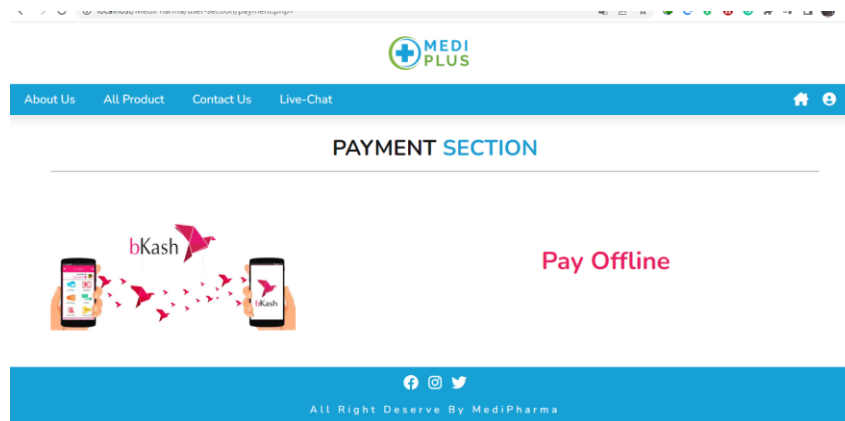 MEDI
PLUS
About Us All Product Contact Us Live-Chat
PAYMENT SECTION
bKash
bKash
Pay Offline
All Right Deserve By MediPharma